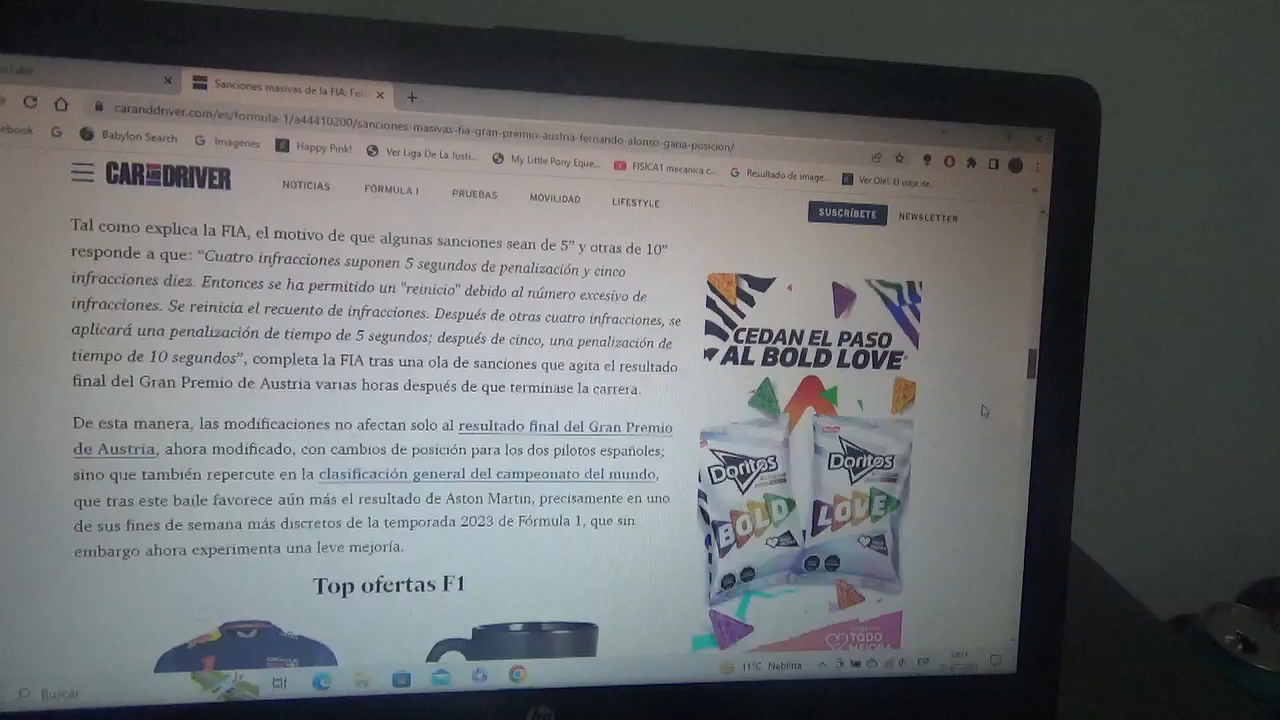 Sanciones masivas de la FIA: Fer
caranddriver.com/es/formula-1/a44410200/sanciones-masivas-fia-gran-premio-austria-fernando-alonso-gana-posicion/
ebook
Babylon Search
Imágenes
Happy Pink!
Ver Liga De La Justi...
My Little Pony Eque...
FISICA1 mecanica c...
Resultado de image...
CAR AND DRIVER
NOTICIAS
FÓRMULA 1
PRUEBAS
MOVILIDAD
LIFESTYLE
SUSCRÍBETE
NEWSLETTER
Tal como explica la FIA, el motivo de que algunas sanciones sean de 5” y otras de 10”
responde a que: “Cuatro infracciones suponen 5 segundos de penalización y cinco
infracciones diez. Entonces se ha permitido un "reinicio" debido al número excesivo de
infracciones. Se reinicia el recuento de infracciones. Después de otras cuatro infracciones, se
aplicará una penalización de tiempo de 5 segundos; después de cinco, una penalización de
tiempo de 10 segundos”, completa la FIA tras una ola de sanciones que agita el resultado
final del Gran Premio de Austria varias horas después de que terminase la carrera.
De esta manera, las modificaciones no afectan solo al resultado final del Gran Premio
de Austria, ahora modificado, con cambios de posición para los dos pilotos españoles;
sino que también repercute en la clasificación general del campeonato del mundo,
que tras este baile favorece aún más el resultado de Aston Martin, precisamente en uno
de sus fines de semana más discretos de la temporada 2023 de Fórmula 1, que sin
embargo ahora experimenta una leve mejoría.
Top ofertas F1
CEDAN EL PASO
AL BOLD LOVE
Doritos
BOLD
Doritos
LOVE
TODO
MEJORA
Buscar
11°C Neblina
ESP
hp